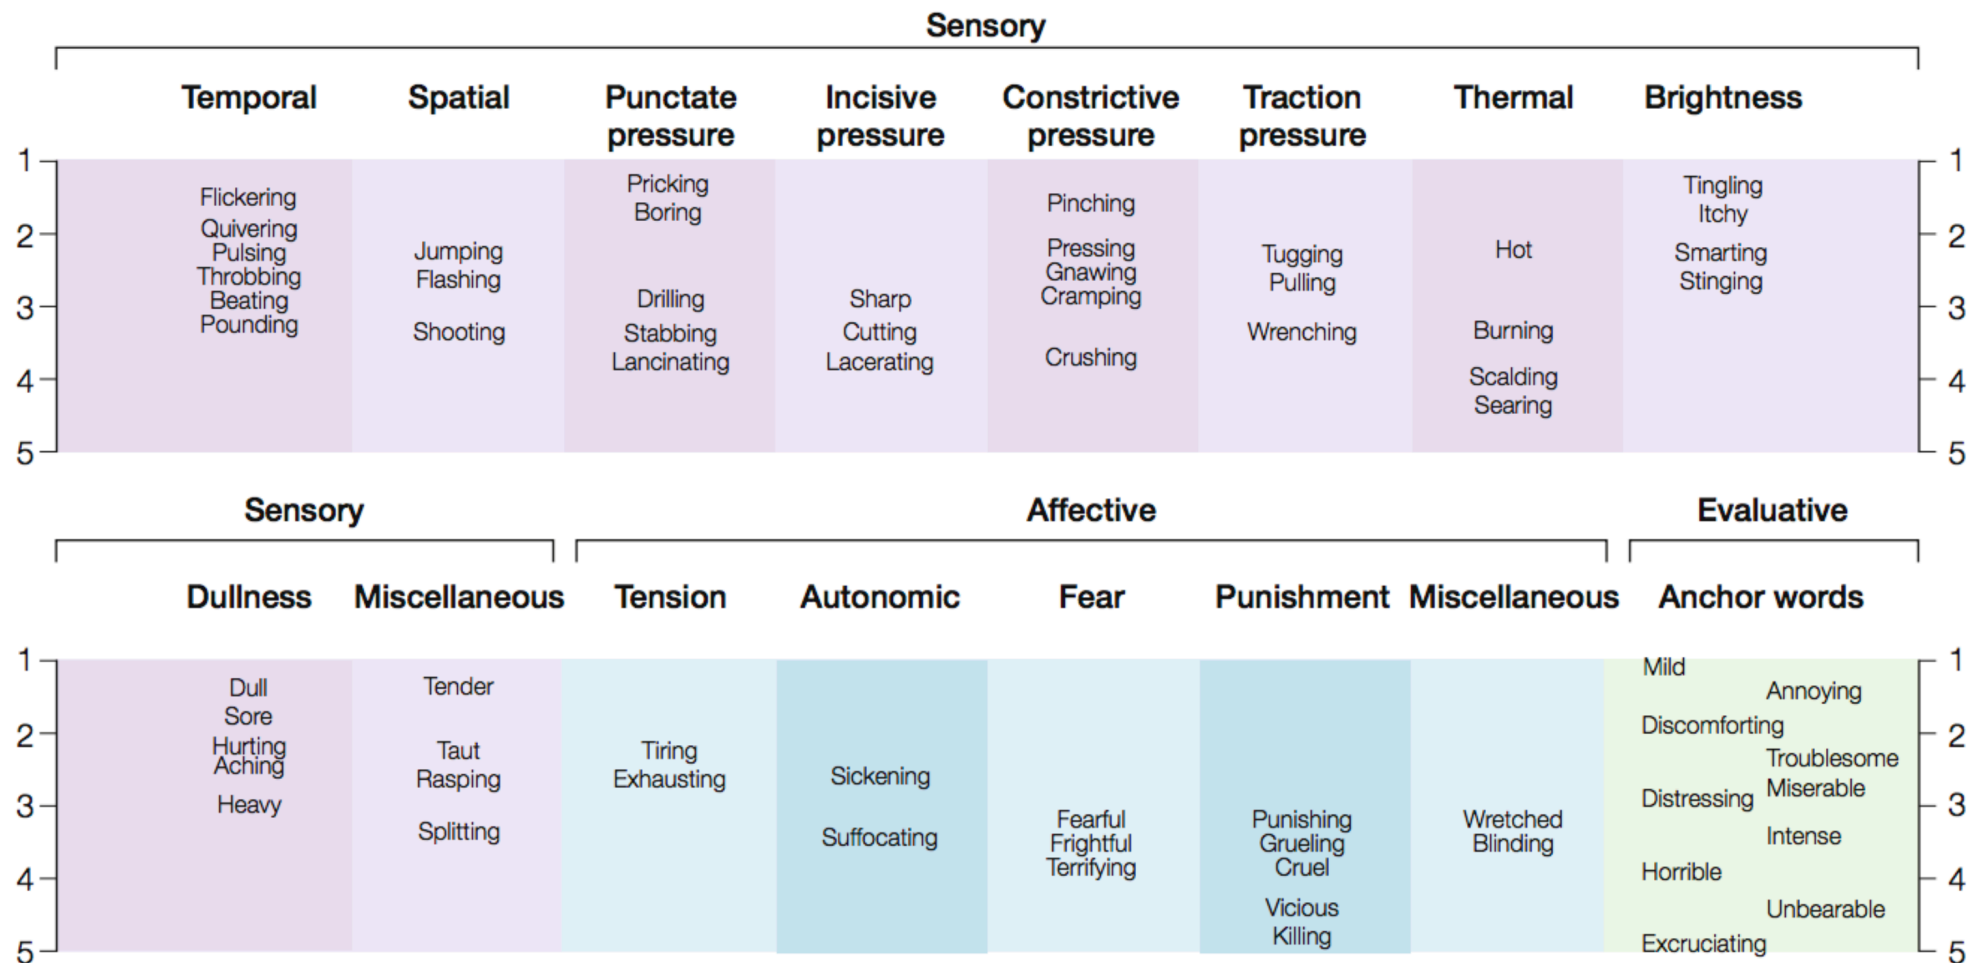 Sensory
Temporal
Spatial
Punctate
pressure
Incisive
pressure
Constrictive
pressure
Traction
pressure
Thermal
Brightness
1
2
3
4
5
Flickering
Quivering
Pulsing
Throbbing
Beating
Pounding
Jumping
Flashing
Shooting
Pricking
Boring
Drilling
Stabbing
Lancinating
Sharp
Cutting
Lacerating
Pinching
Pressing
Gnawing
Cramping
Crushing
Tugging
Pulling
Wrenching
Hot
Burning
Scalding
Searing
Tingling
Itchy
Smarting
Stinging
1
2
3
4
5
Sensory
Affective
Evaluative
Dullness
Miscellaneous
Tension
Autonomic
Fear
Punishment
Miscellaneous
Anchor words
1
2
3
4
5
Dull
Sore
Hurting
Aching
Heavy
Tender
Taut
Rasping
Splitting
Tiring
Exhausting
Sickening
Suffocating
Fearful
Frightful
Terrifying
Punishing
Grueling
Cruel
Vicious
Killing
Wretched
Blinding
Mild
Annoying
Discomforting
Troublesome
Miserable
Distressing
Intense
Horrible
Unbearable
Excruciating
1
2
3
4
5